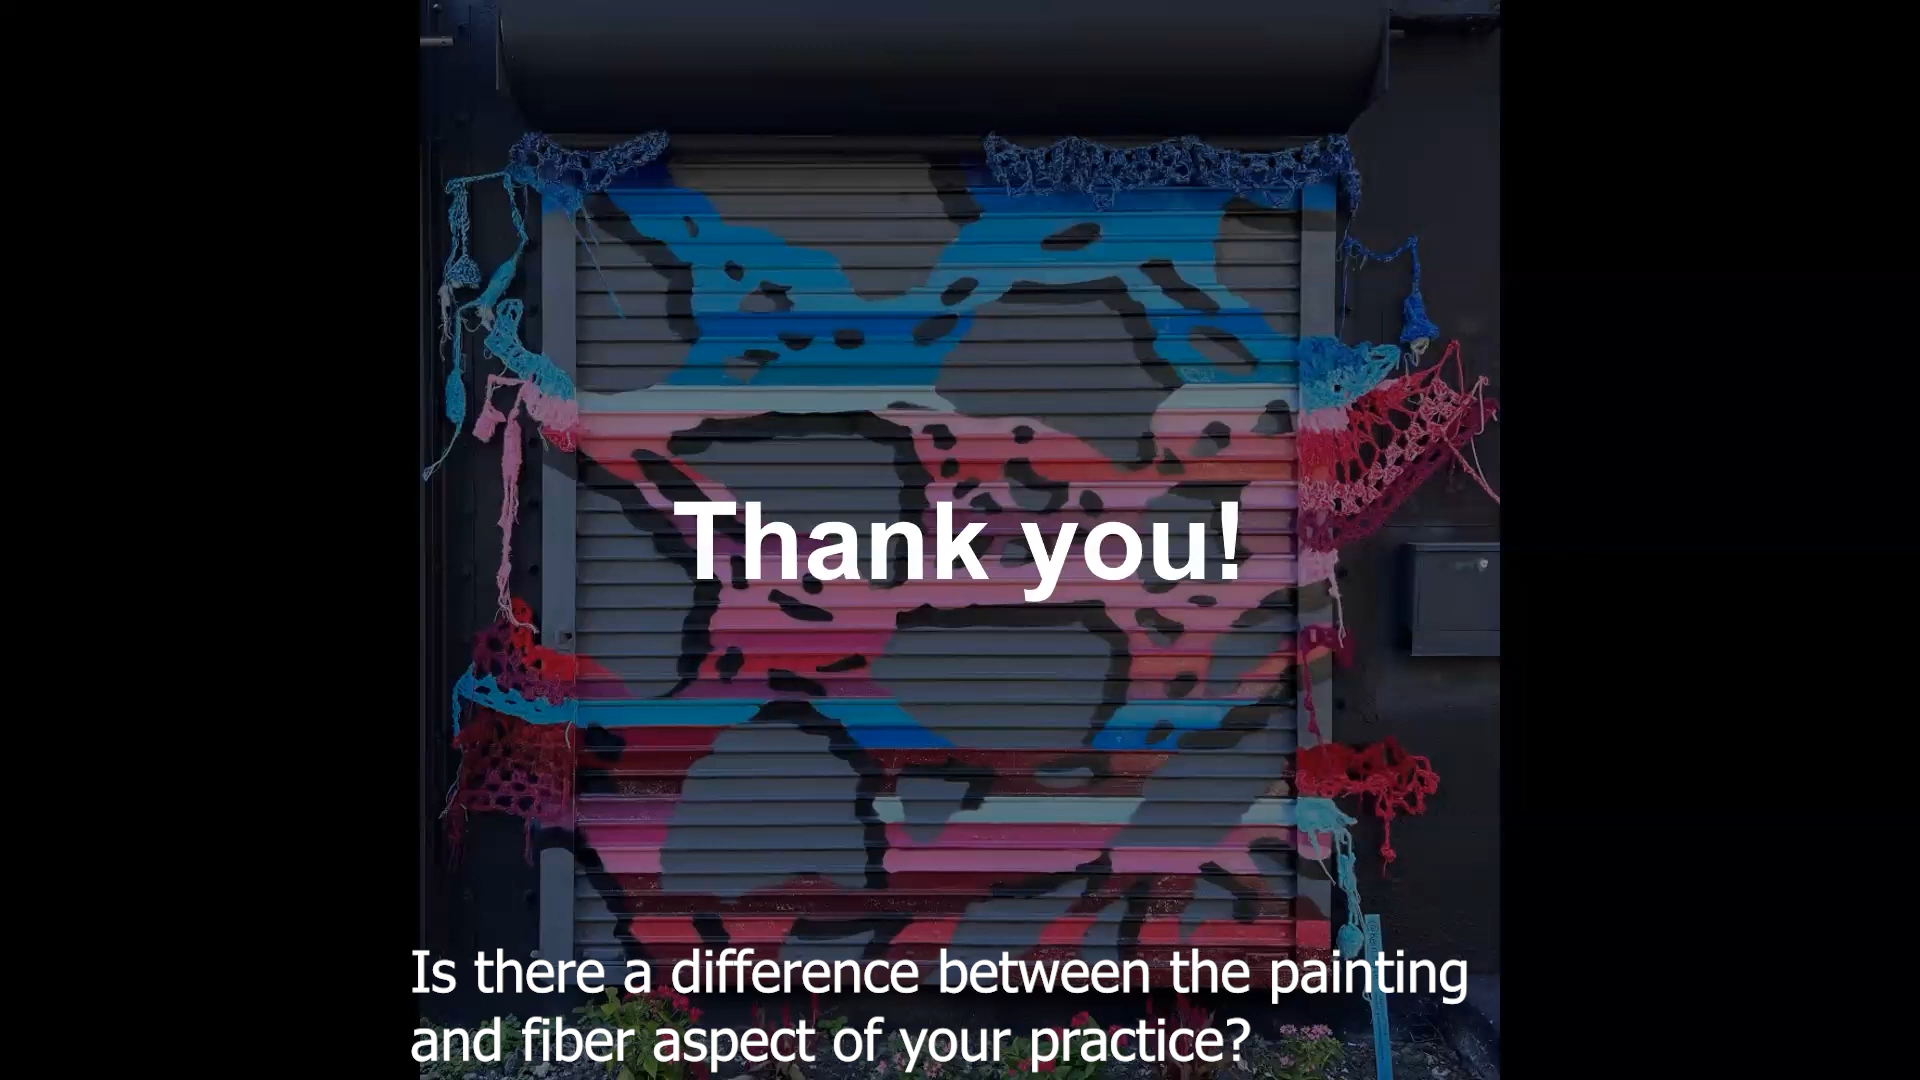 Thank you!
Is there a difference between the painting
and fiber aspect of your practice?